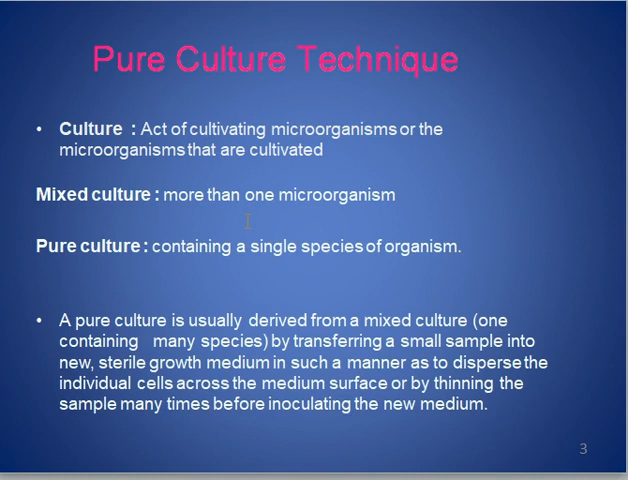 Pure Culture Technique
• Culture : Act of cultivating microorganisms or the
microorganisms that are cultivated
Mixed culture : more than one microorganism
Pure culture : containing a single species of organism.
• A pure culture is usually derived from a mixed culture (one
containing many species) by transferring a small sample into
new, sterile growth medium in such a manner as to disperse the
individual cells across the medium surface or by thinning the
sample many times before inoculating the new medium.
3